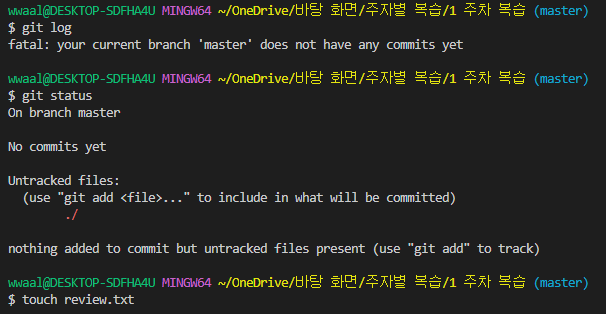 wwaal@DESKTOP-SDFHA4U MINGW64 ~/OneDrive/바탕 화면/주차별 복습/1 주차 복습 (master)
$ git log
fatal: your current branch 'master' does not have any commits yet
wwaal@DESKTOP-SDFHA4U MINGW64 ~/OneDrive/바탕 화면/주차별 복습/1 주차 복습 (master)
$ git status
On branch master
No commits yet
Untracked files:
(use "git add <file>..." to include in what will be committed)
./
nothing added to commit but untracked files present (use "git add" to track)
wwaal@DESKTOP-SDFHA4U MINGW64 ~/OneDrive/바탕 화면/주차별 복습/1 주차 복습 (master)
$ touch review.txt